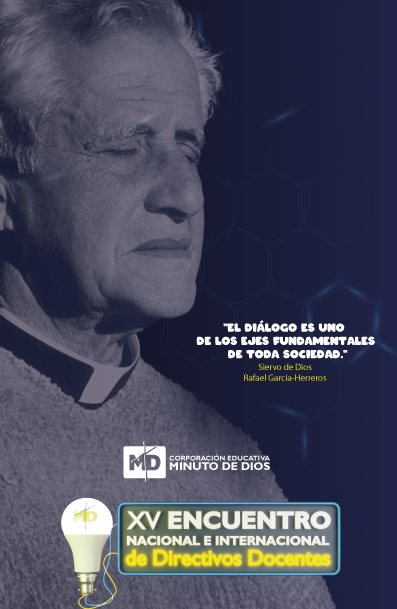 "EL DIÁLOGO ES UNO
DE LOS EJES FUNDAMENTALES
DE TODA SOCIEDAD."
Siervo de Dios
Rafael García-Herreros
MD
CORPORACIÓN EDUCATIVA
MINUTO DE DIOS
MD
XV ENCUENTRO
NACIONAL E INTERNACIONAL
de Directivos Docentes